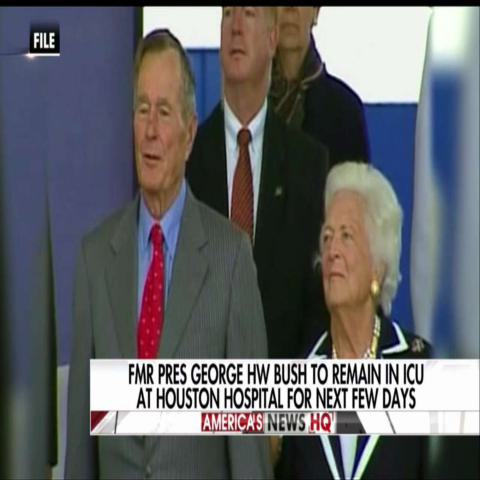 FILE
FMR PRES GEORGE HW BUSH TO REMAIN IN ICU
AT HOUSTON HOSPITAL FOR NEXT FEW DAYS
AMERICA'S NEWS HQ